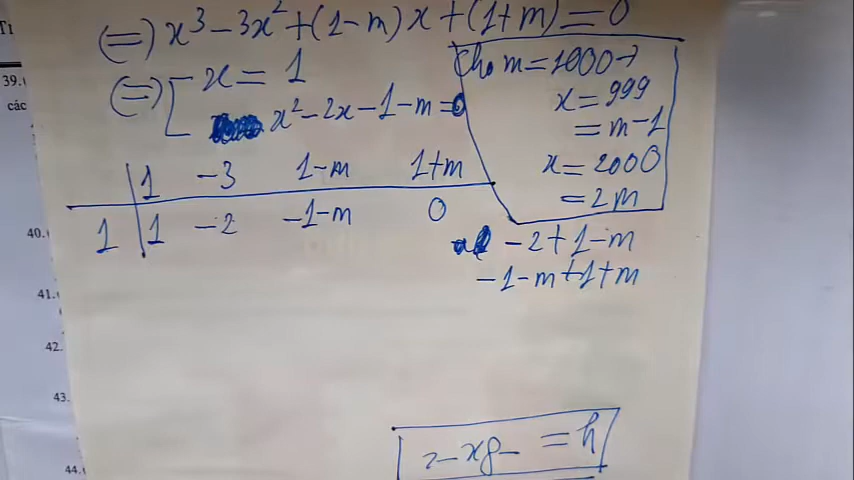 (=) x³-3x²+(1-m)x+(1+m)=0
(=) [ x = 1
x²-2x-1-m=0
Cho m=1000→
x=999
=m-1
x=2000
=2m
1 -3 1-m 1+m
1 1 -2 -1-m 0
-2+1-m
-1-m+1+m
39.
các
40.
41.
42.
43.
44.